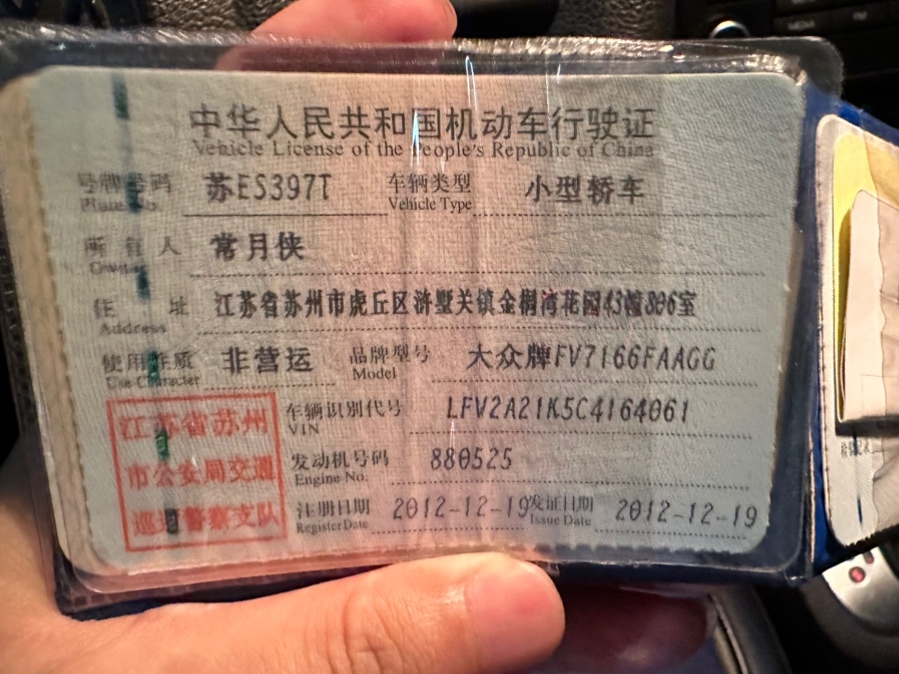 中华人民共和国机动车行驶证
Vehicle License of the People's Republic of China
号牌号码 苏ES397T 车辆类型 小型轿车
Plate No. Vehicle Type
所有人 常月侠
Owner
住址 江苏省苏州市虎丘区浒墅关镇金桐湾花园43幢806室
Address
使用性质 非营运 品牌型号 大众牌FV7166FAAGG
Use Character Model
江苏省苏州
市公安局交通
巡逻警察支队
车辆识别代号 LFV2A21K5C4164061
VIN
发动机号码 880525
Engine No.
注册日期 2012-12-19 发证日期 2012-12-19
Register Date Issue Date